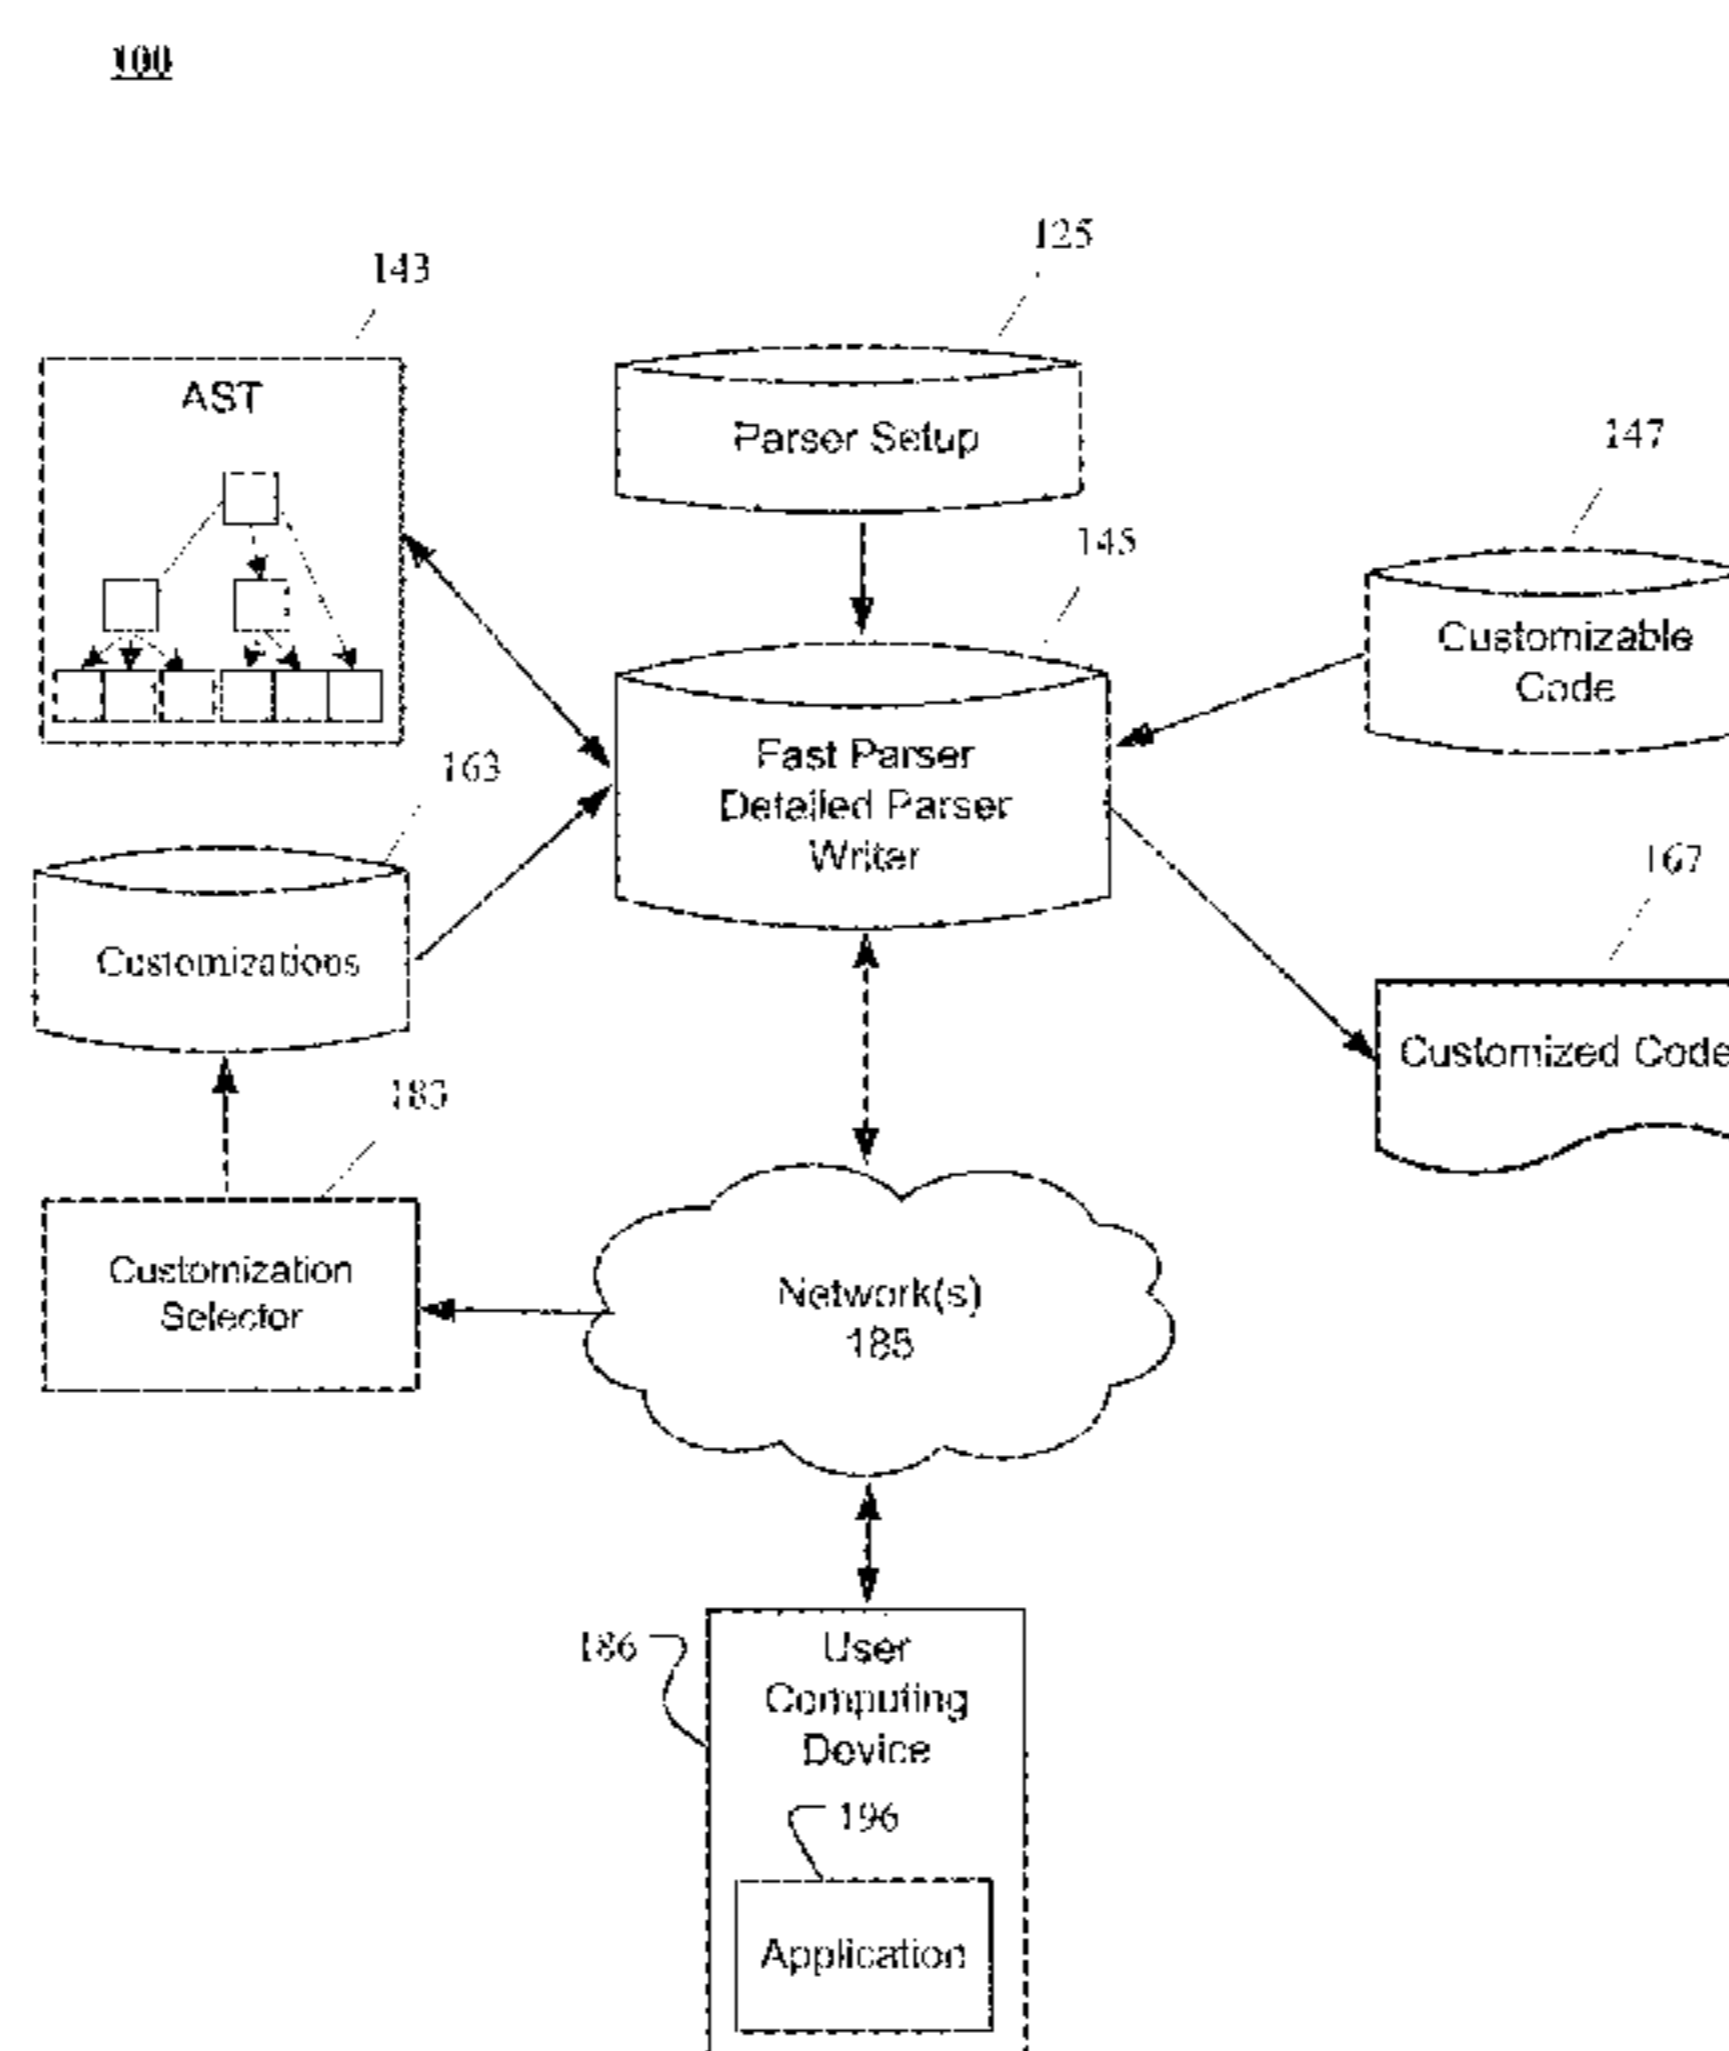 100
125
143
AST
Parser Setup
147
145
Customizable
Code
Fast Parser
Detailed Parser
Writer
163
167
Customizations
Customized Code
183
Customization
Selector
Network(s)
185
186
User
Computing
Device
196
Application